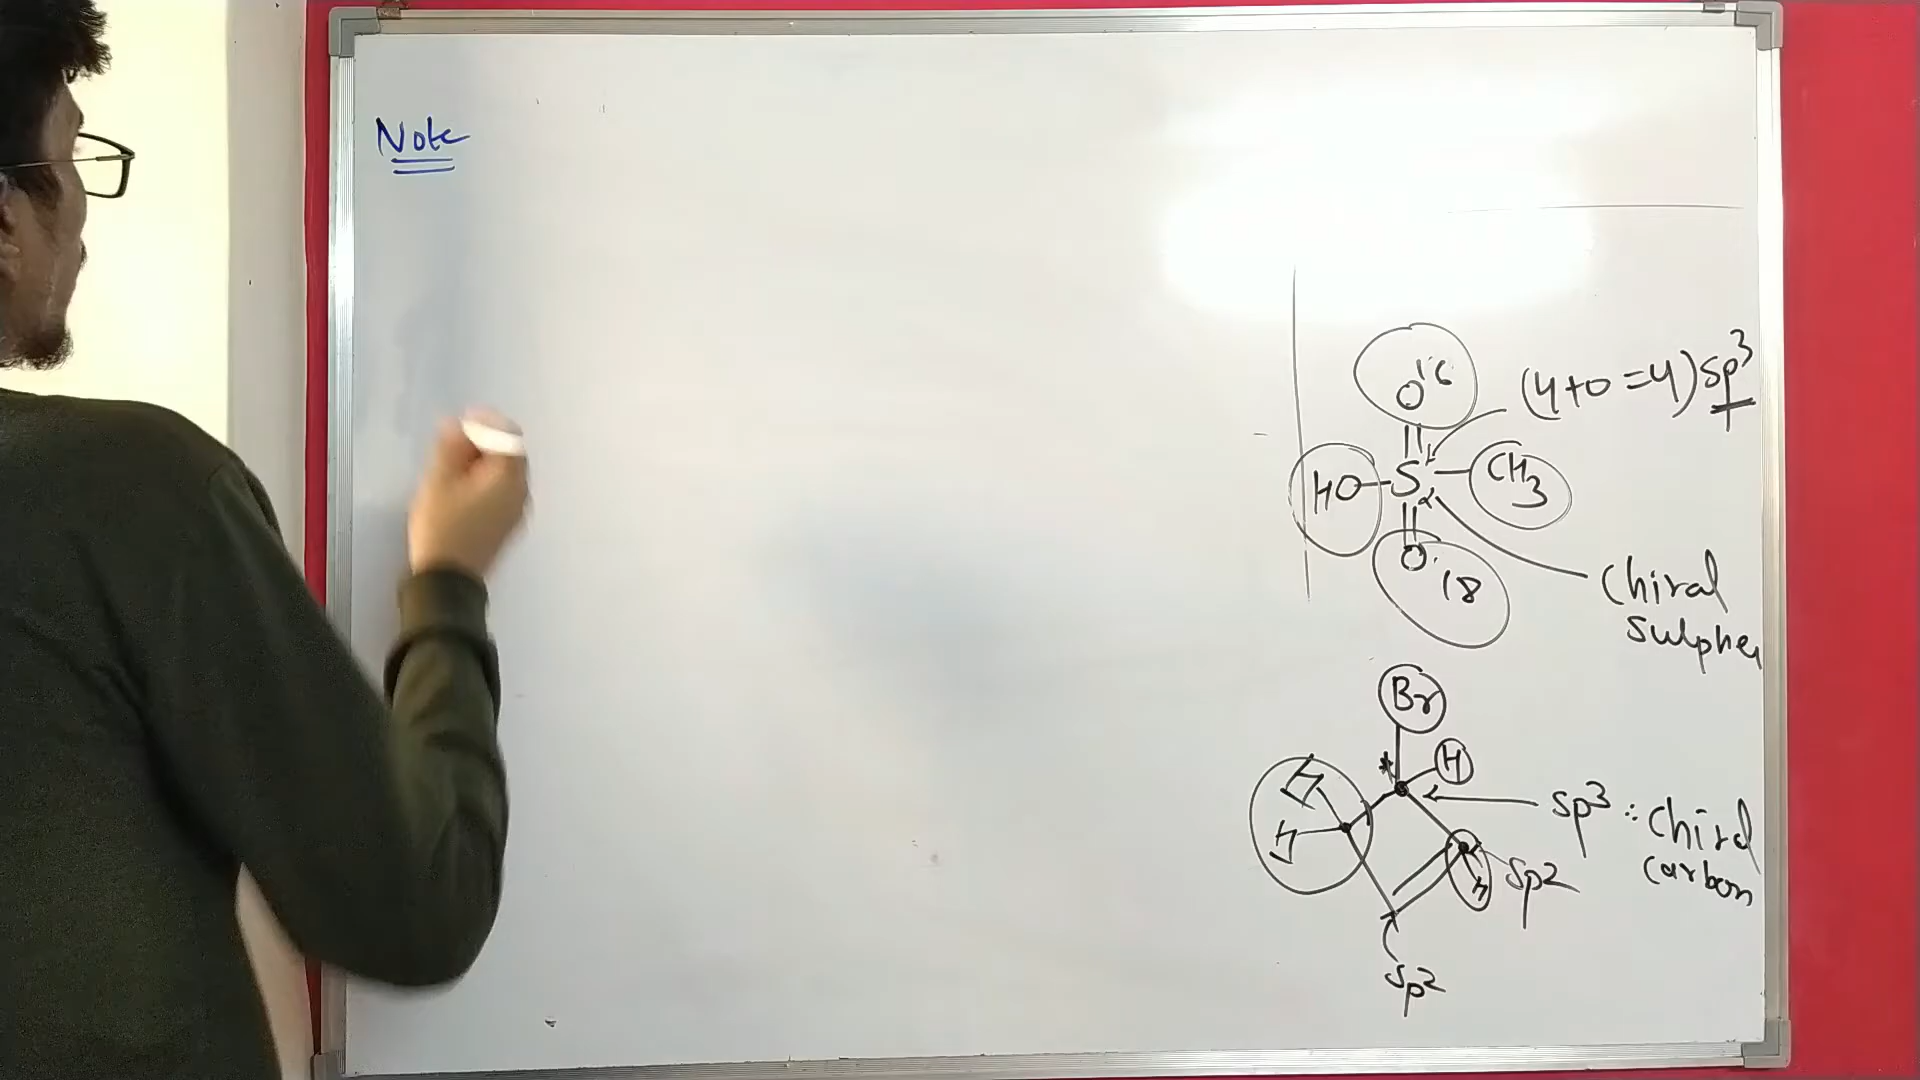 Note
O16
(4+0=4) sp3
HO-S-CH3
O18
Chiral
Sulpher
Br
* H
H
H
sp3 ∴ Chiral
Carbon
H sp2
sp2